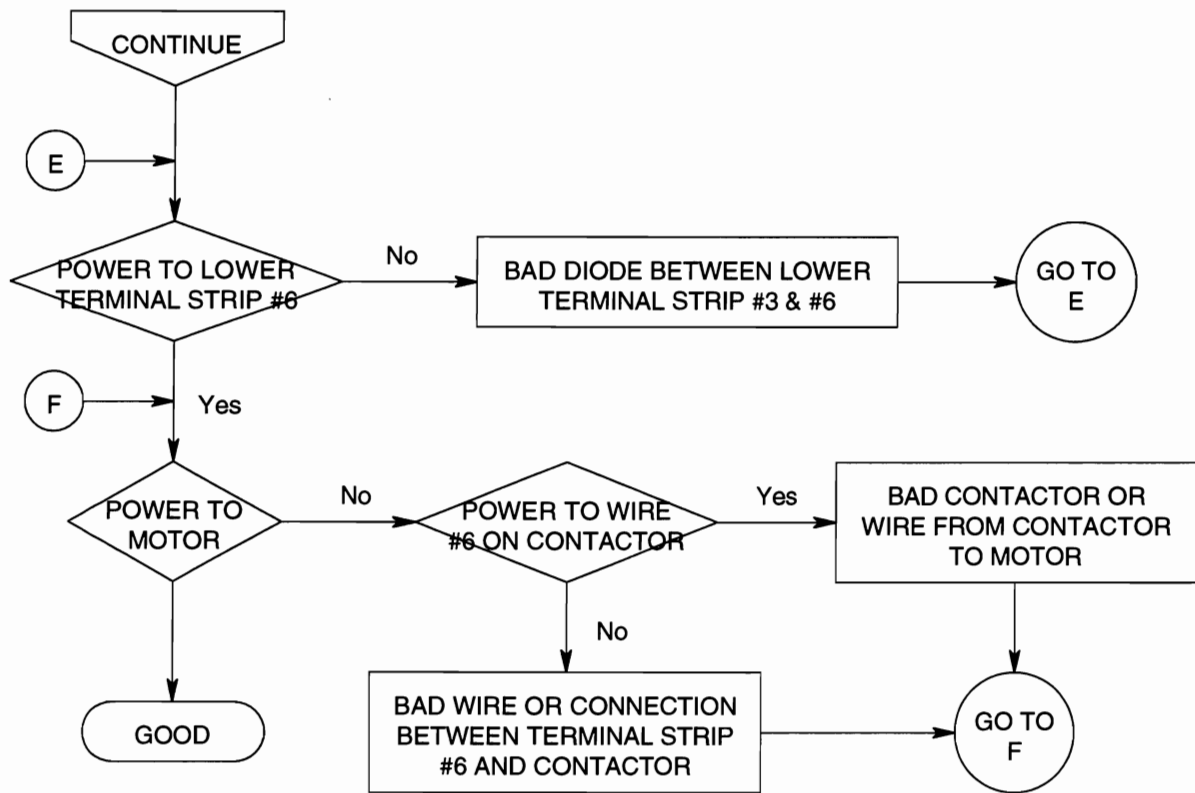 CONTINUE
E
POWER TO LOWER
TERMINAL STRIP #6
No
BAD DIODE BETWEEN LOWER
TERMINAL STRIP #3 & #6
GO TO
E
F
Yes
POWER TO
MOTOR
No
POWER TO WIRE
#6 ON CONTACTOR
Yes
BAD CONTACTOR OR
WIRE FROM CONTACTOR
TO MOTOR
No
GOOD
BAD WIRE OR CONNECTION
BETWEEN TERMINAL STRIP
#6 AND CONTACTOR
GO TO
F